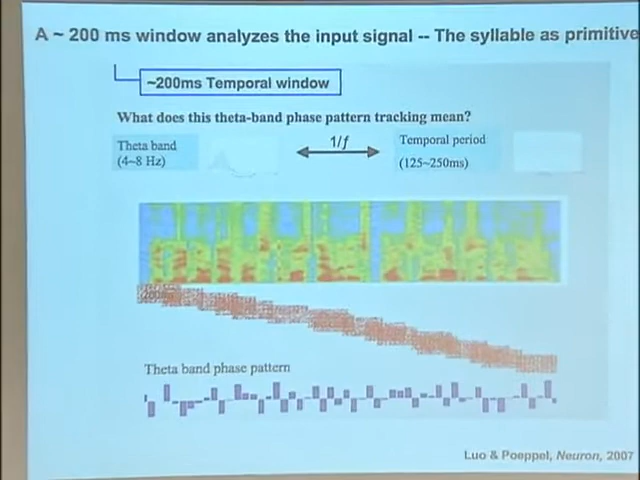 A ~ 200 ms window analyzes the input signal -- The syllable as primitive
~200ms Temporal window
What does this theta-band phase pattern tracking mean?
Theta band
(4~8 Hz)
1/f
Temporal period
(125~250ms)
Theta band phase pattern
Luo & Poeppel, Neuron, 2007